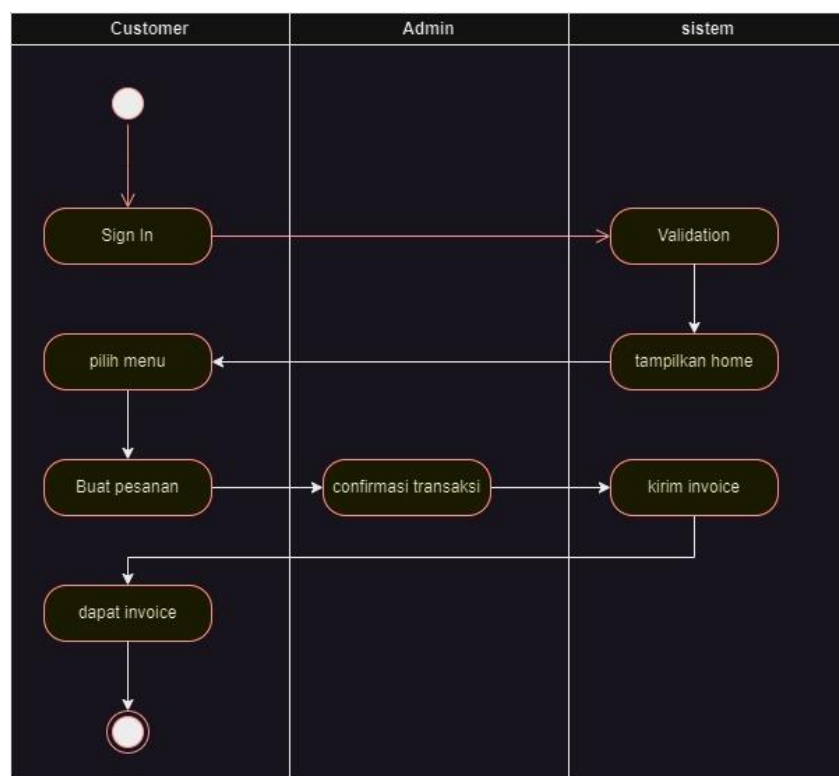 Customer
Admin
sistem
Sign In
Validation
pilih menu
tampilkan home
Buat pesanan
confirmasi transaksi
kirim invoice
dapat invoice